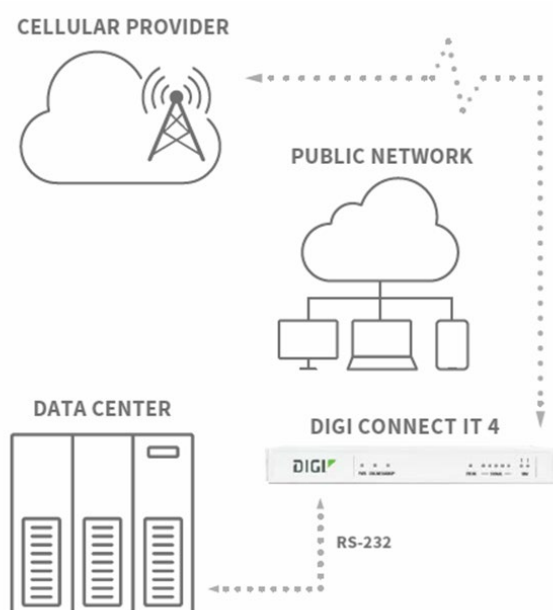 CELLULAR PROVIDER
PUBLIC NETWORK
DATA CENTER
DIGI CONNECT IT 4
DIGI
RS-232